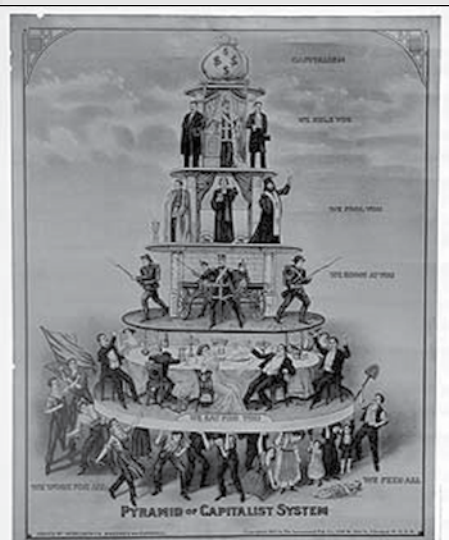 $ $
$
CAPITALISM
WE RULE YOU
WE FOOL YOU
WE SHOOT AT YOU
WE EAT FOR YOU
WE WORK FOR ALL
WE FEED ALL
PYRAMID OF CAPITALIST SYSTEM